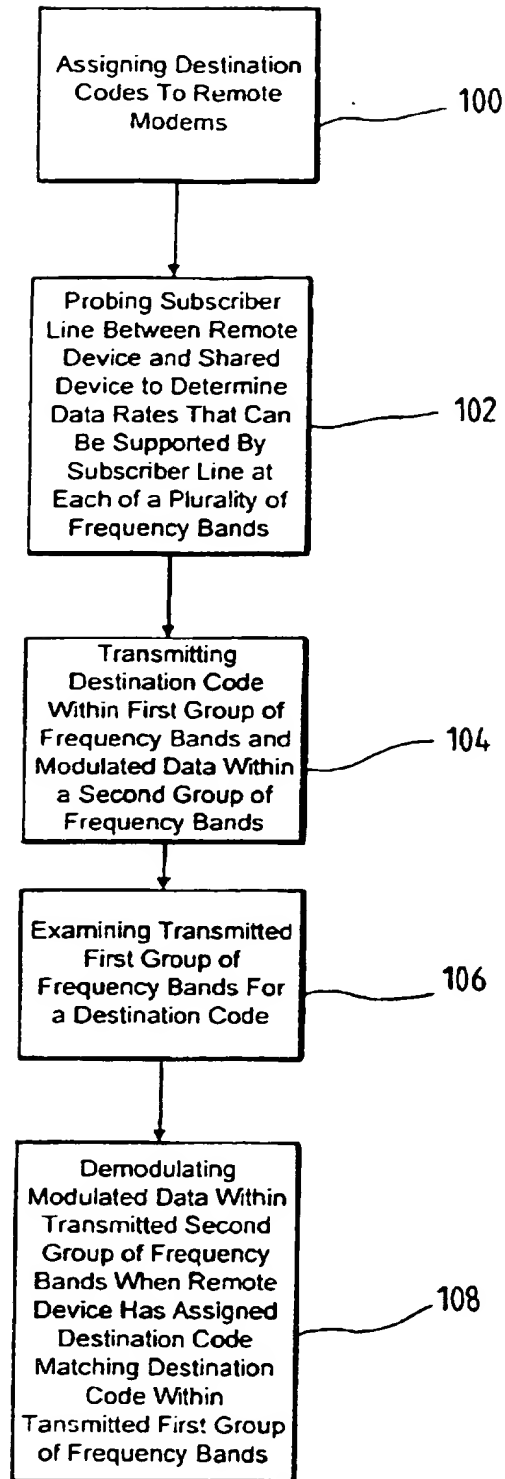 Assigning Destination
Codes To Remote
Modems
100
Probing Subscriber
Line Between Remote
Device and Shared
Device to Determine
Data Rates That Can
Be Supported By
Subscriber Line at
Each of a Plurality of
Frequency Bands
102
Transmitting
Destination Code
Within First Group of
Frequency Bands and
Modulated Data Within
a Second Group of
Frequency Bands
104
Examining Transmitted
First Group of
Frequency Bands For
a Destination Code
106
Demodulating
Modulated Data Within
Transmitted Second
Group of Frequency
Bands When Remote
Device Has Assigned
Destination Code
Matching Destination
Code Within
Tansmitted First Group
of Frequency Bands
108